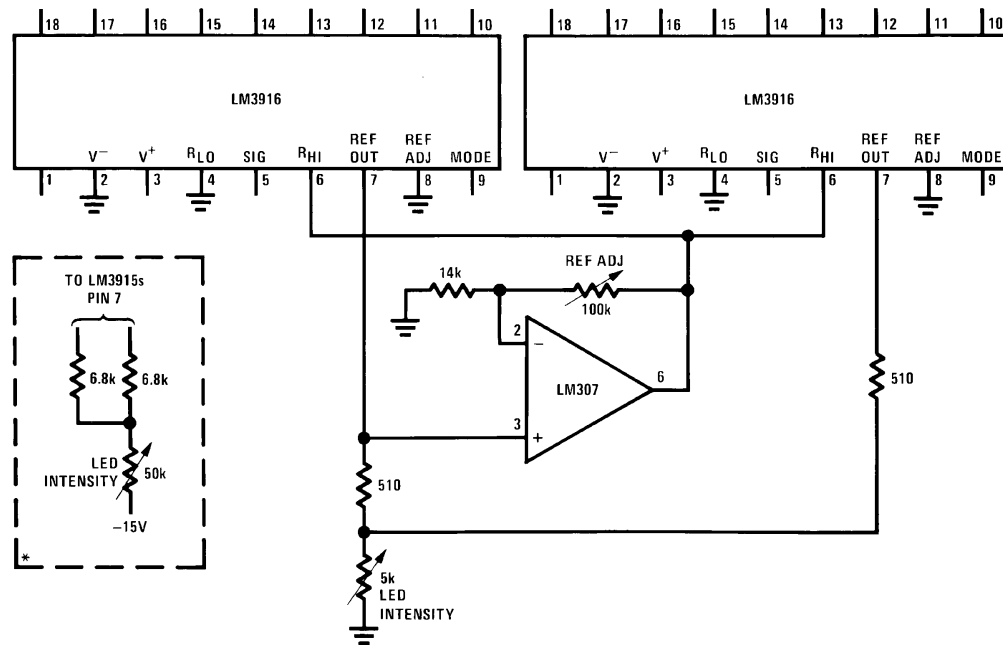 18 17 16 15 14 13 12 11 10
18 17 16 15 14 13 12 11 10
LM3916
LM3916
V⁻ V⁺ RLO SIG RHI REF OUT REF ADJ MODE
V⁻ V⁺ RLO SIG RHI REF OUT REF ADJ MODE
1 2 3 4 5 6 7 8 9
1 2 3 4 5 6 7 8 9
TO LM3915s
PIN 7
6.8k 6.8k
LED
INTENSITY
50k
−15V
*
14k
REF ADJ
100k
2
−
LM307
6
3
+
510
510
5k
LED
INTENSITY